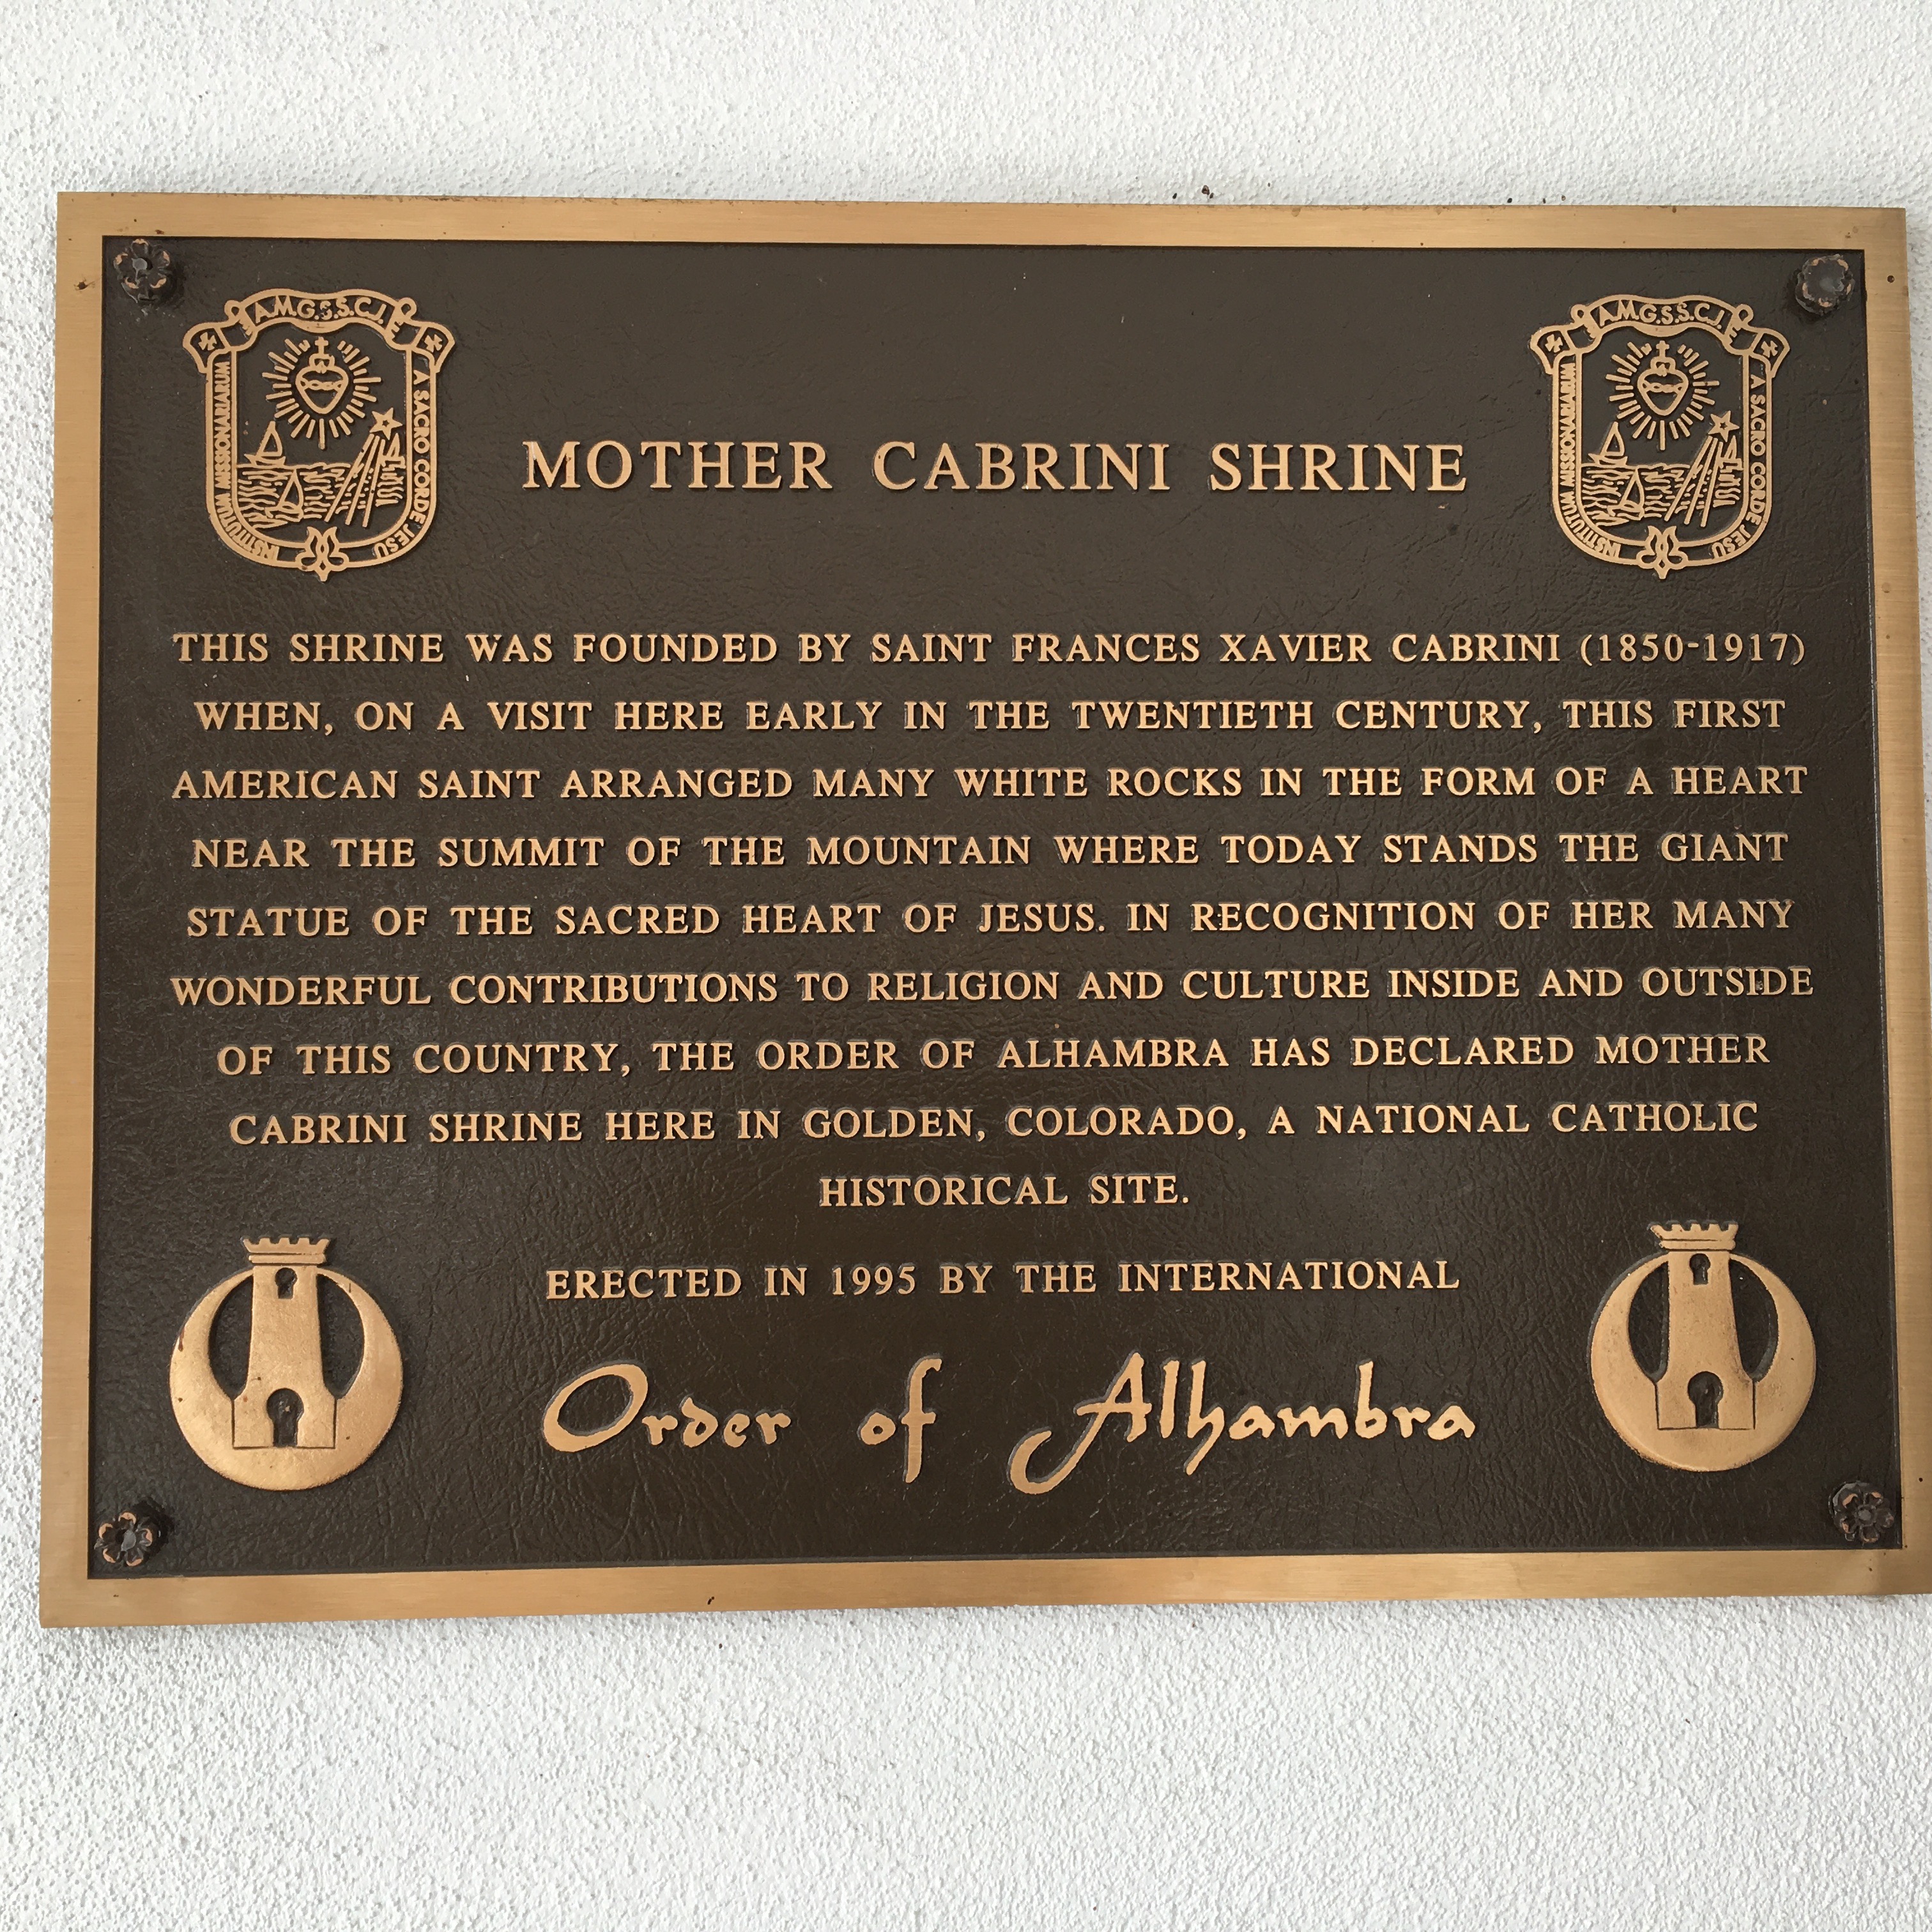 A.M.G.S.S.C.J.
INSTITUTUM MISSIONARIARUM
A SACRO CORDE JESU
A.M.G.S.S.C.J.
INSTITUTUM MISSIONARIARUM
A SACRO CORDE JESU
MOTHER CABRINI SHRINE
THIS SHRINE WAS FOUNDED BY SAINT FRANCES XAVIER CABRINI (1850-1917)
WHEN, ON A VISIT HERE EARLY IN THE TWENTIETH CENTURY, THIS FIRST
AMERICAN SAINT ARRANGED MANY WHITE ROCKS IN THE FORM OF A HEART
NEAR THE SUMMIT OF THE MOUNTAIN WHERE TODAY STANDS THE GIANT
STATUE OF THE SACRED HEART OF JESUS. IN RECOGNITION OF HER MANY
WONDERFUL CONTRIBUTIONS TO RELIGION AND CULTURE INSIDE AND OUTSIDE
OF THIS COUNTRY, THE ORDER OF ALHAMBRA HAS DECLARED MOTHER
CABRINI SHRINE HERE IN GOLDEN, COLORADO, A NATIONAL CATHOLIC
HISTORICAL SITE.
ERECTED IN 1995 BY THE INTERNATIONAL
Order of Alhambra